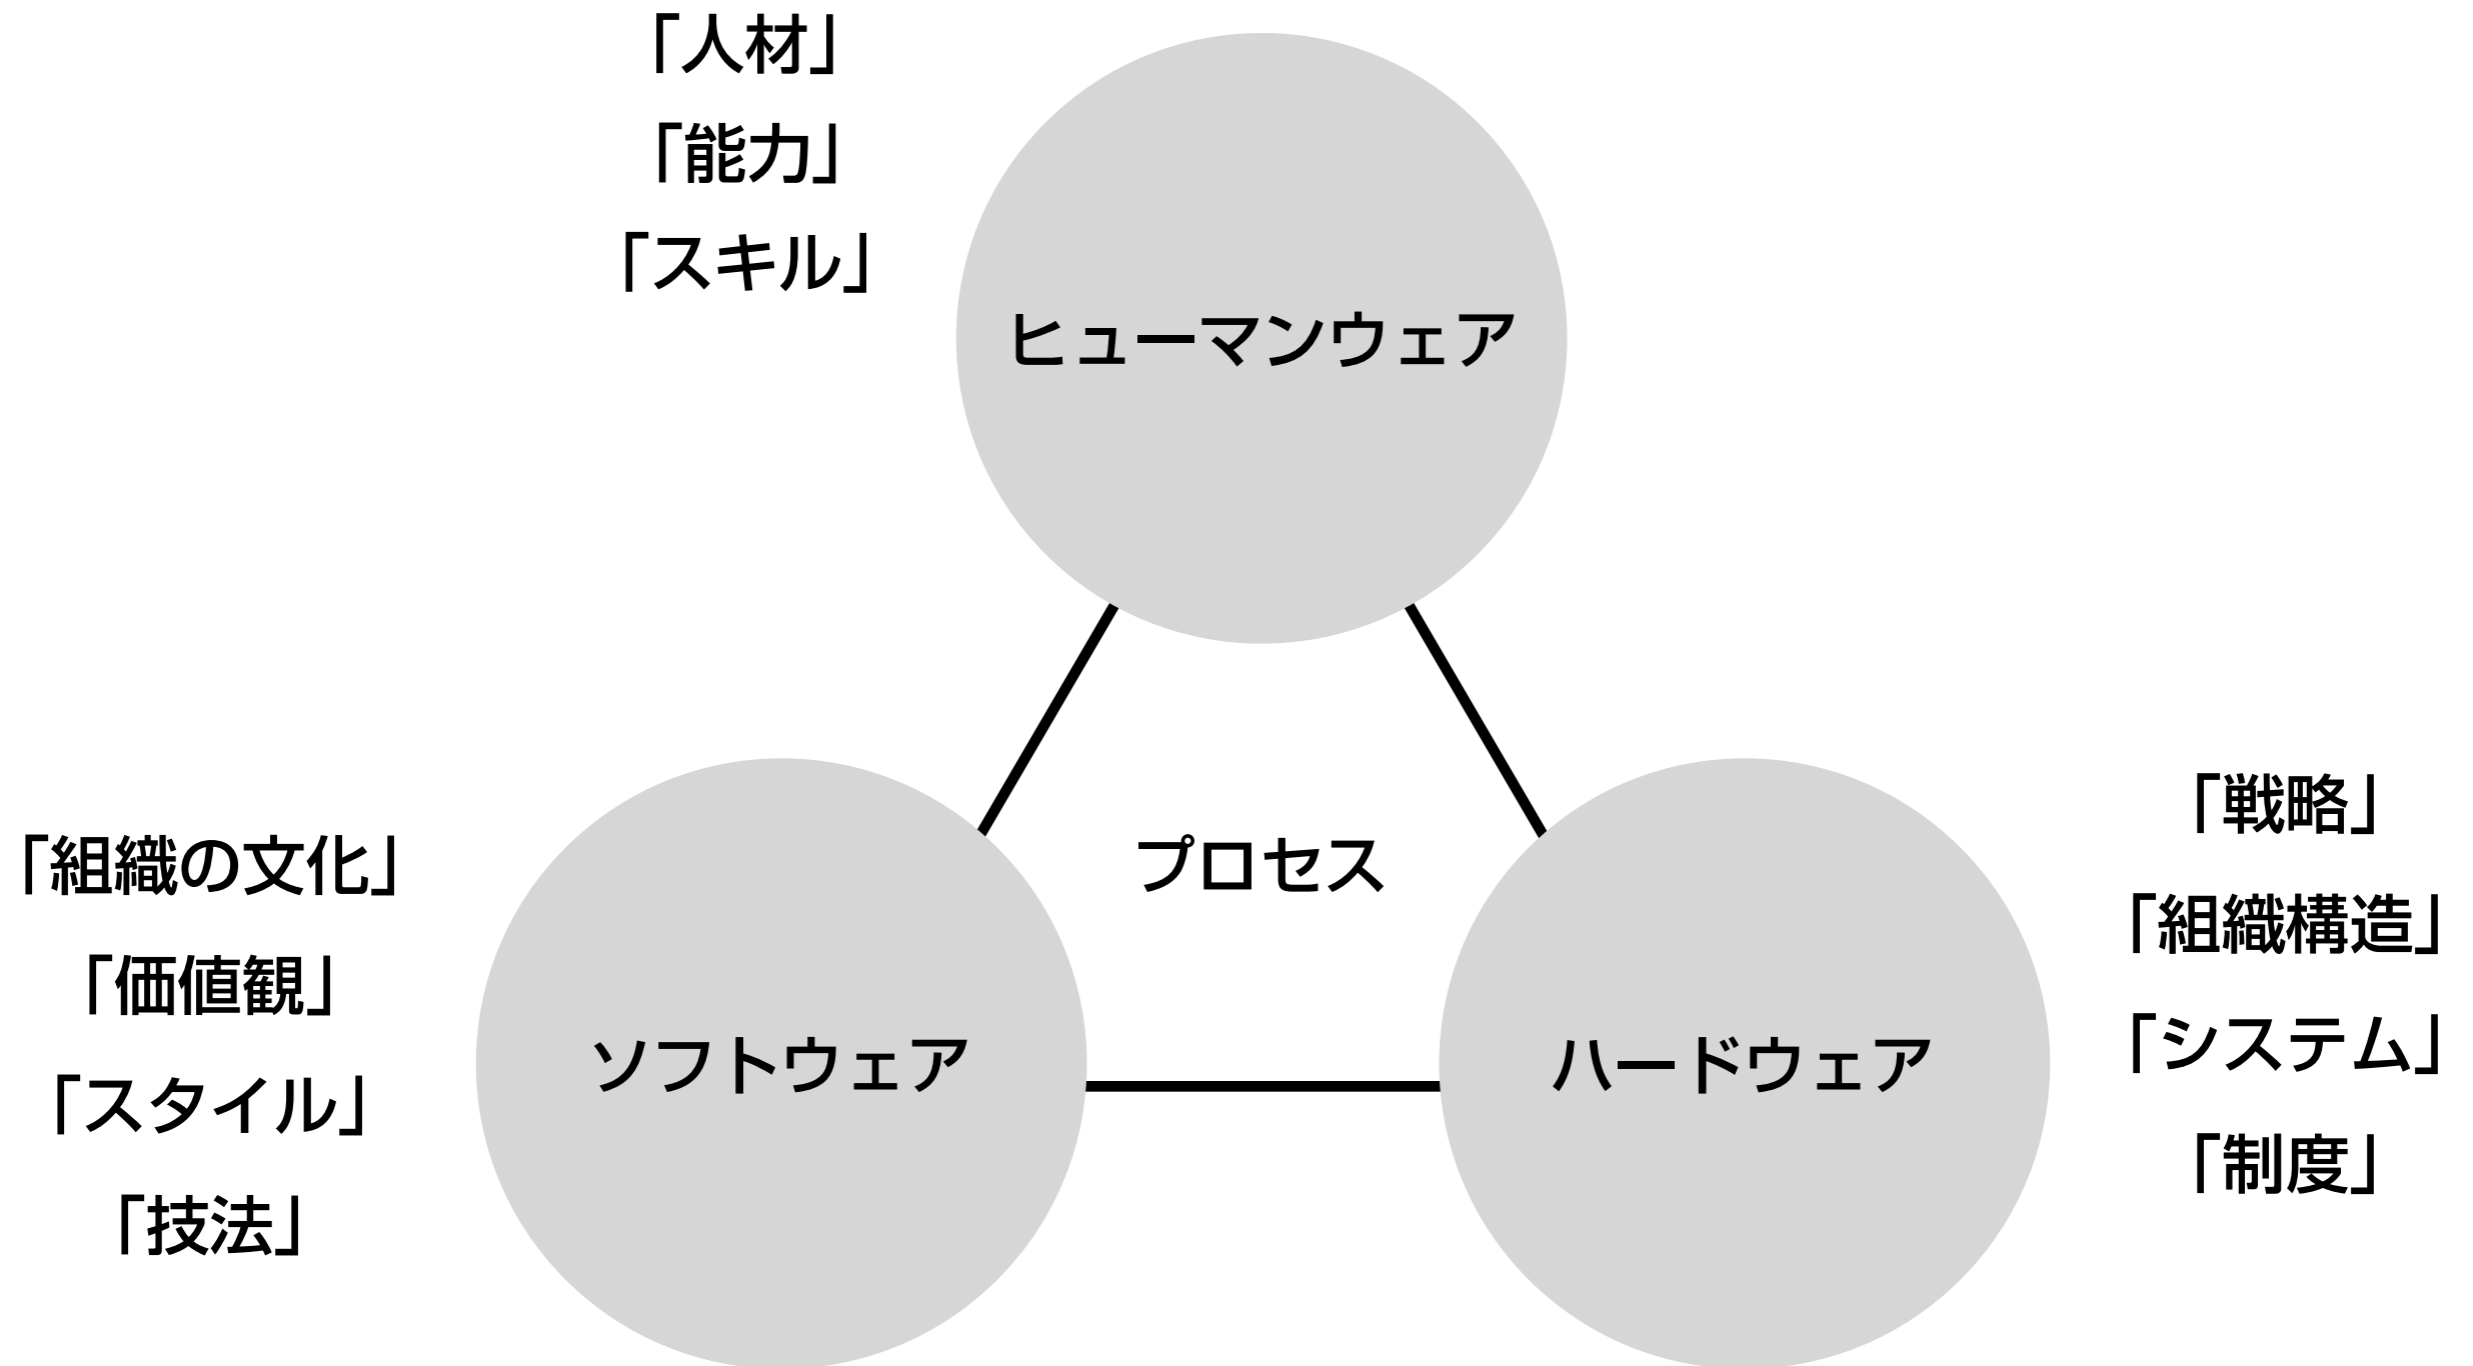 「人材」
「能力」
「スキル」
ヒューマンウェア
プロセス
「組織の文化」
「価値観」
「スタイル」
「技法」
ソフトウェア
ハードウェア
「戦略」
「組織構造」
「システム」
「制度」